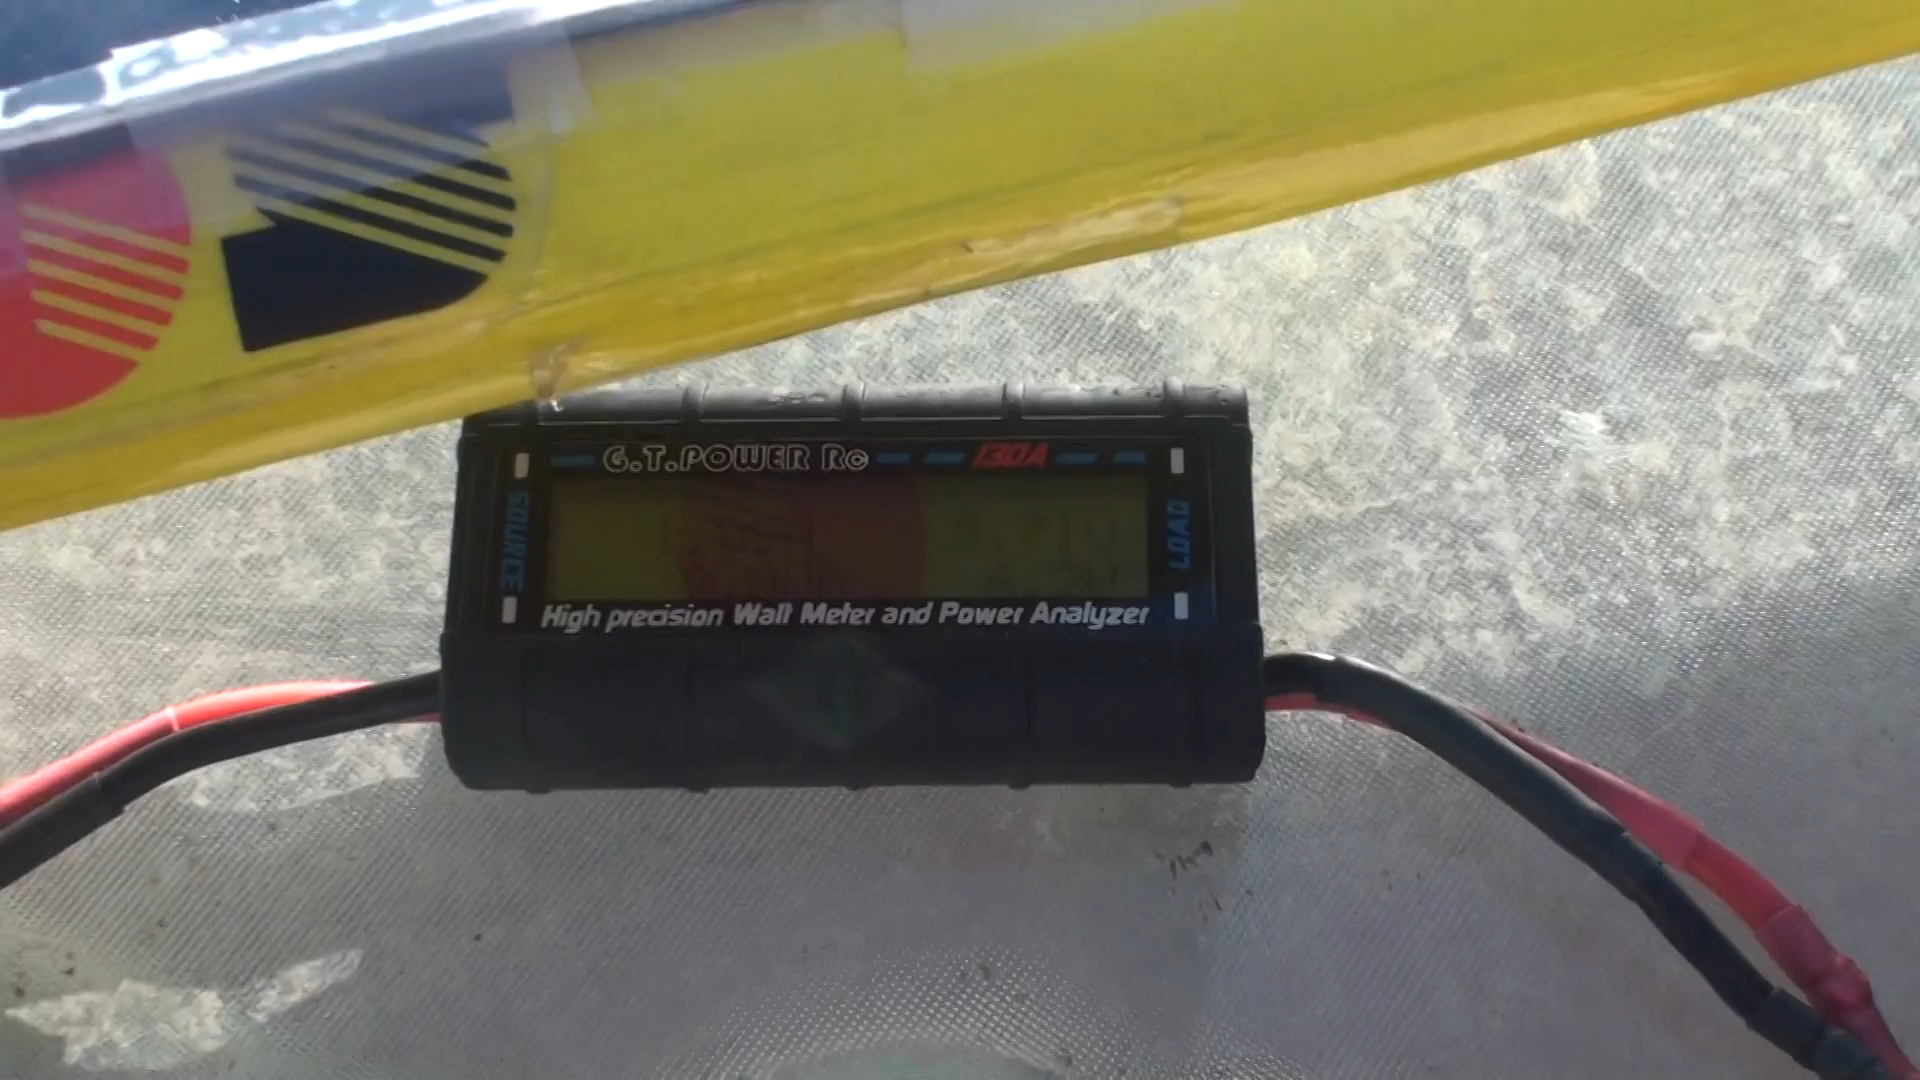 G.T.POWER RC 130A
SOURCE
LOAD
High precision Watt Meter and Power Analyzer